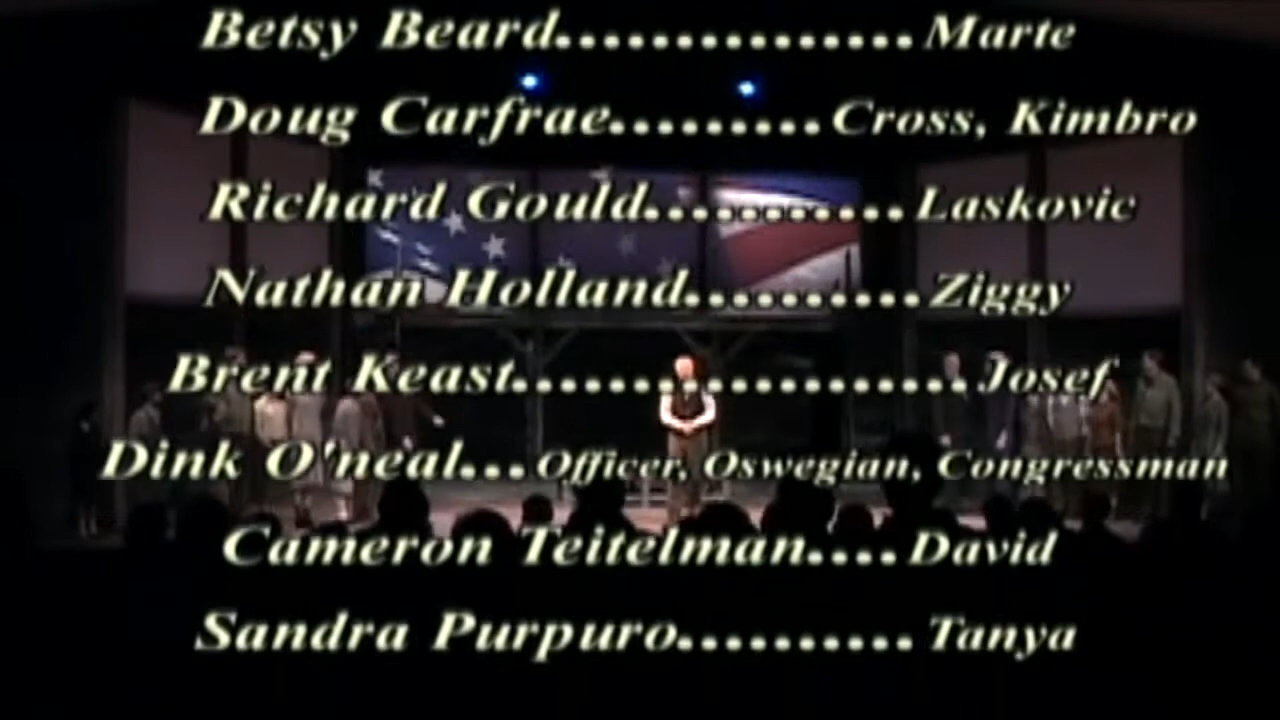 Betsy Beard...............Marte
Doug Carfrae.........Cross, Kimbro
Richard Gould...........Laskovic
Nathan Holland..........Ziggy
Brent Keast...................Josef
Dink O'neal...Officer, Oswegian, Congressman
Cameron Teitelman....David
Sandra Purpuro..........Tanya